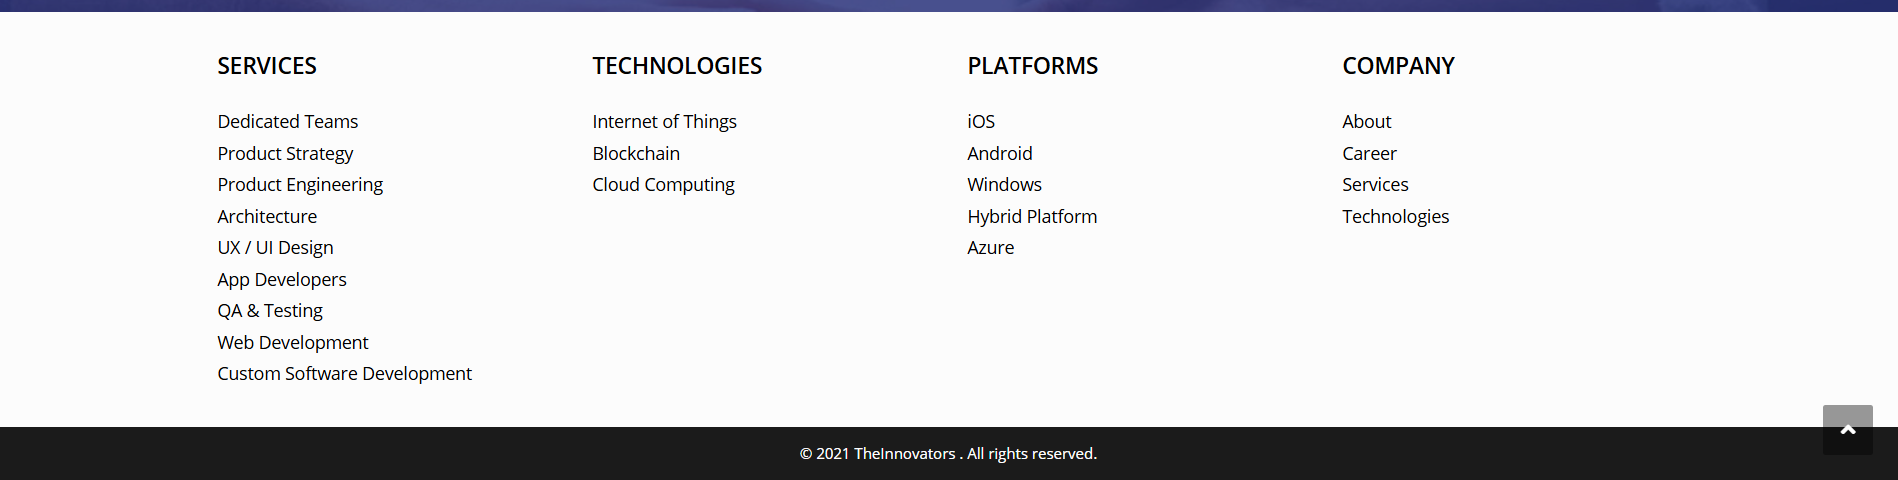 SERVICES
Dedicated Teams
Product Strategy
Product Engineering
Architecture
UX / UI Design
App Developers
QA & Testing
Web Development
Custom Software Development
TECHNOLOGIES
Internet of Things
Blockchain
Cloud Computing
PLATFORMS
iOS
Android
Windows
Hybrid Platform
Azure
COMPANY
About
Career
Services
Technologies
© 2021 TheInnovators . All rights reserved.